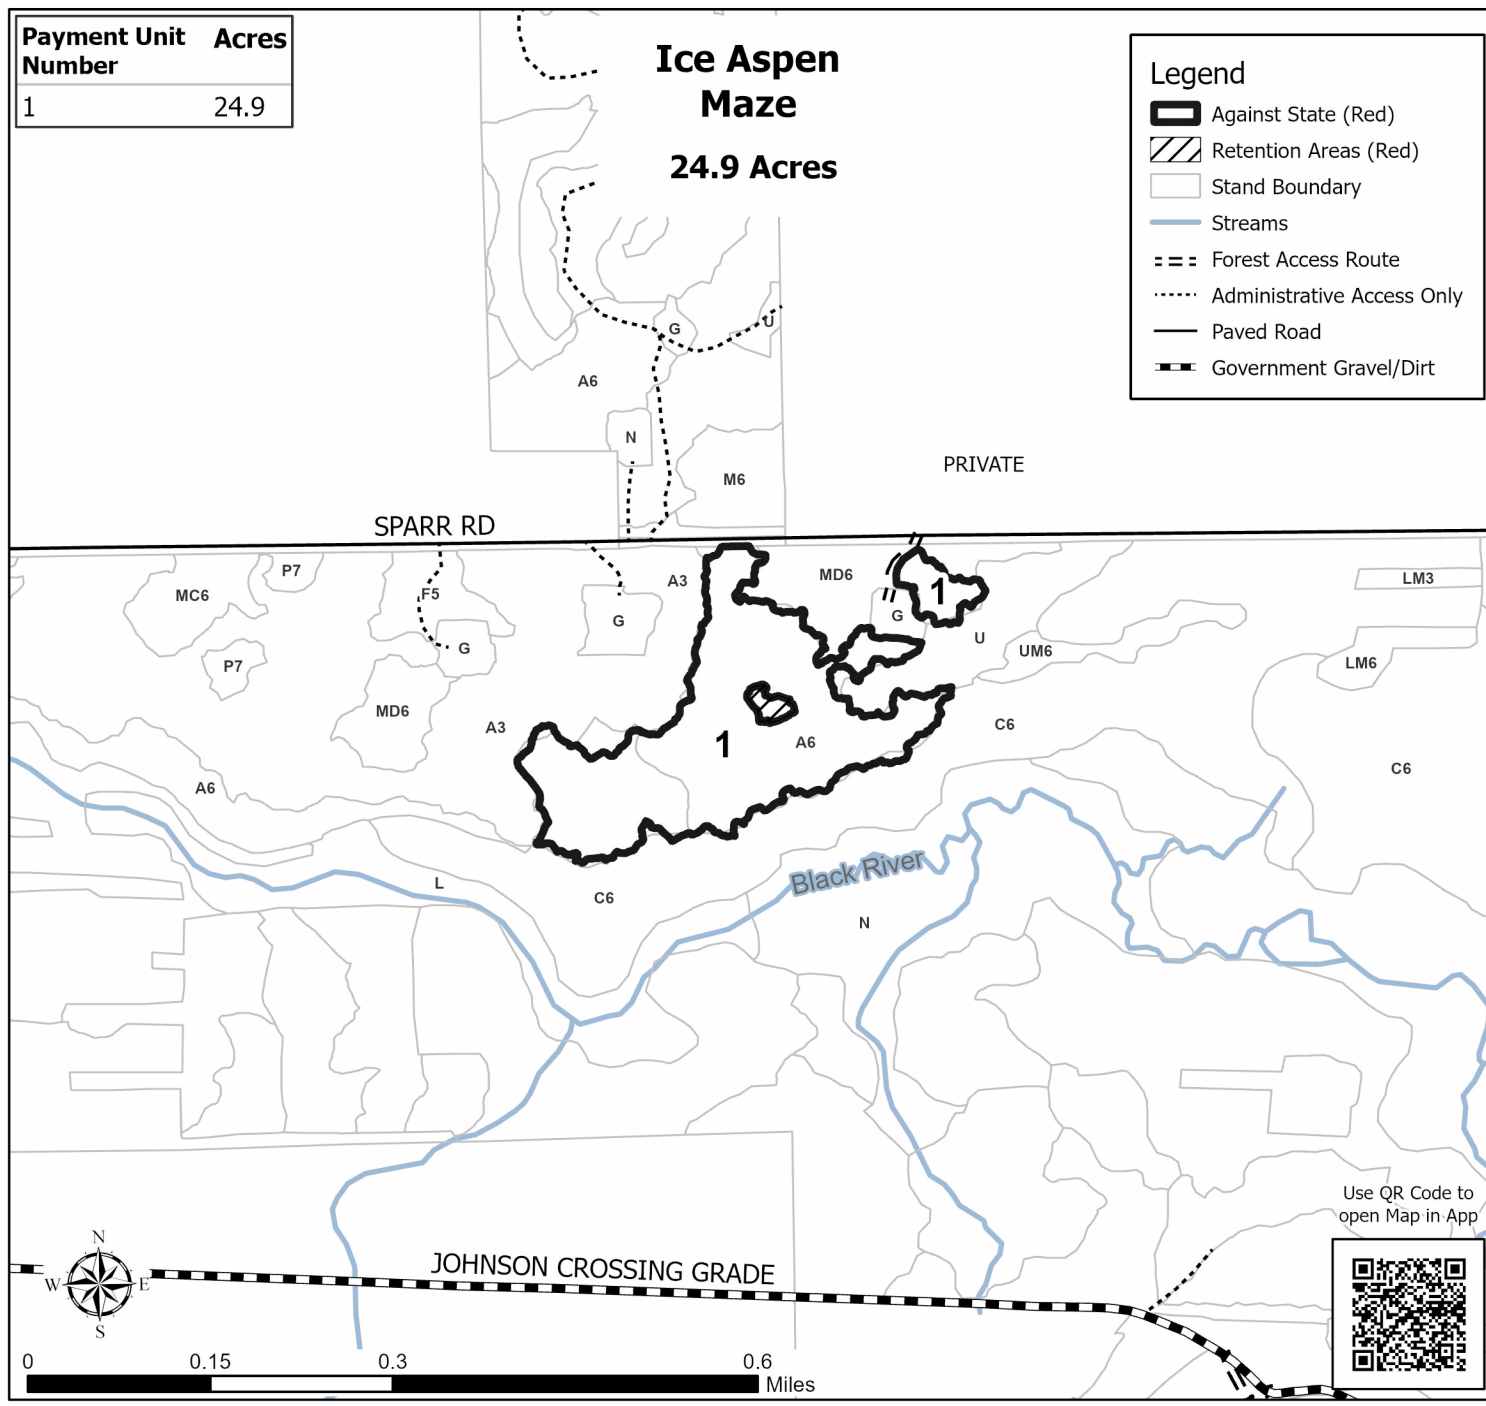 Payment Unit Number Acres
1 24.9
Ice Aspen
Maze
24.9 Acres
Legend
Against State (Red)
Retention Areas (Red)
Stand Boundary
Streams
Forest Access Route
Administrative Access Only
Paved Road
Government Gravel/Dirt
G
U
A6
N
M6
PRIVATE
SPARR RD
P7
MC6
F5
A3
MD6
1
LM3
G
G
G
U
UM6
P7
LM6
MD6
A3
1
A6
C6
C6
A6
Black River
L
C6
N
Use QR Code to
open Map in App
N
W E
S
JOHNSON CROSSING GRADE
0 0.15 0.3 0.6
Miles